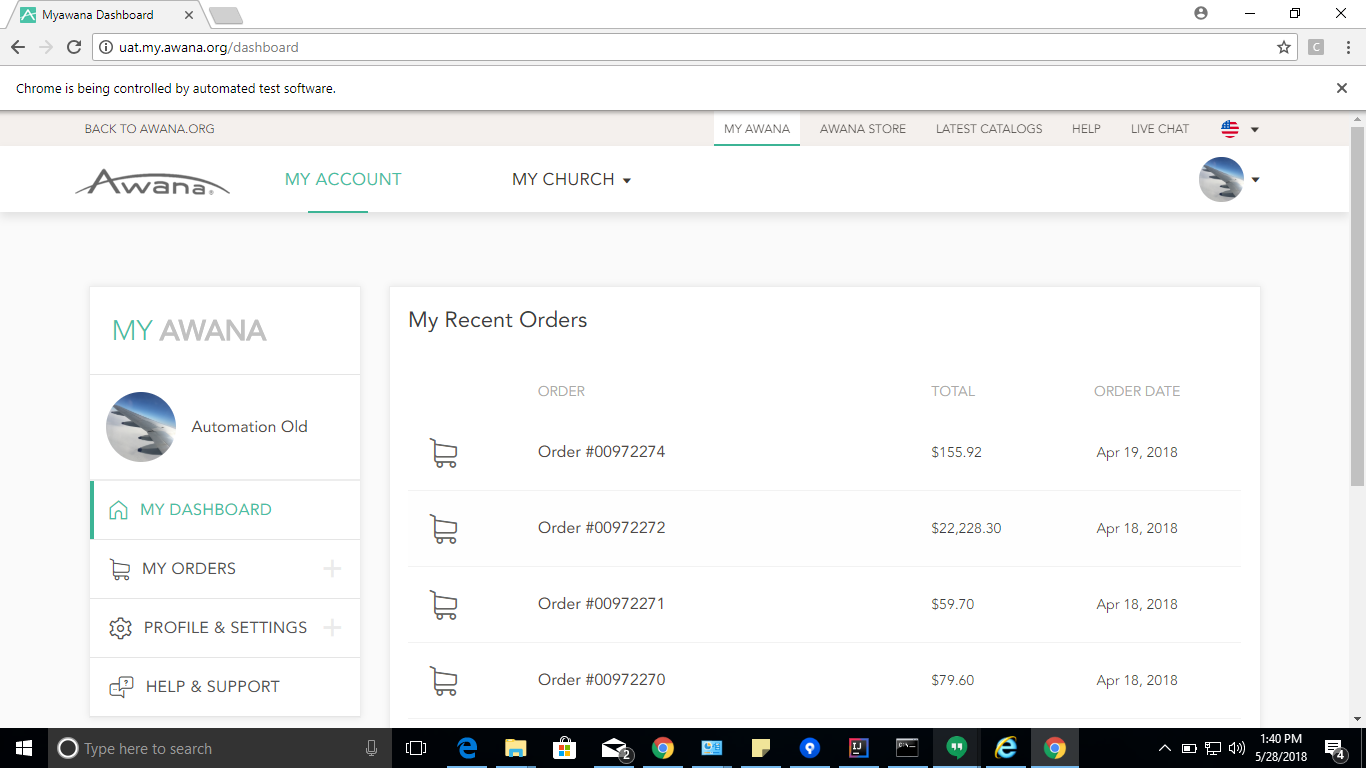 Myawana Dashboard
uat.my.awana.org/dashboard
C
Chrome is being controlled by automated test software.
BACK TO AWANA.ORG
MY AWANA
AWANA STORE
LATEST CATALOGS
HELP
LIVE CHAT
Awana®
MY ACCOUNT
MY CHURCH
MY AWANA
Automation Old
MY DASHBOARD
MY ORDERS
PROFILE & SETTINGS
HELP & SUPPORT
My Recent Orders
ORDER TOTAL ORDER DATE
Order #00972274 $155.92 Apr 19, 2018
Order #00972272 $22,228.30 Apr 18, 2018
Order #00972271 $59.70 Apr 18, 2018
Order #00972270 $79.60 Apr 18, 2018
Type here to search
2
1:40 PM
5/28/2018
4